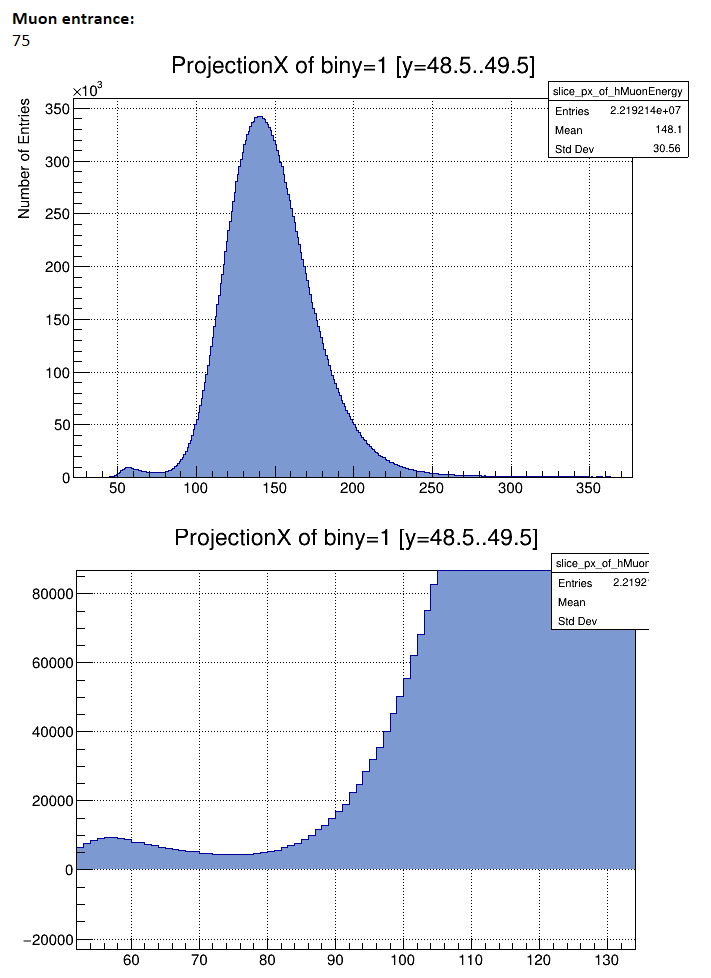 Muon entrance:
75
ProjectionX of biny=1 [y=48.5..49.5]
×10³
Number of Entries
350
300
250
200
150
100
50
0
50 100 150 200 250 300 350
slice_px_of_hMuonEnergy
Entries 2.219214e+07
Mean 148.1
Std Dev 30.56
ProjectionX of biny=1 [y=48.5..49.5]
slice_px_of_hMuor
Entries 2.2192
Mean
Std Dev
80000
60000
40000
20000
0
−20000
60 70 80 90 100 110 120 130